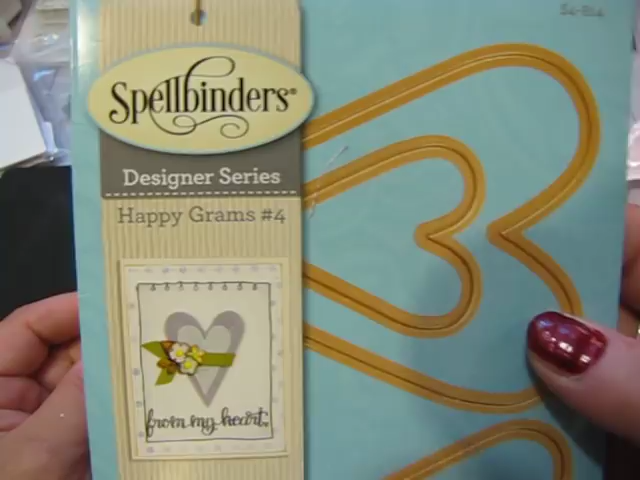 Spellbinders®
Designer Series
Happy Grams #4
from my heart.